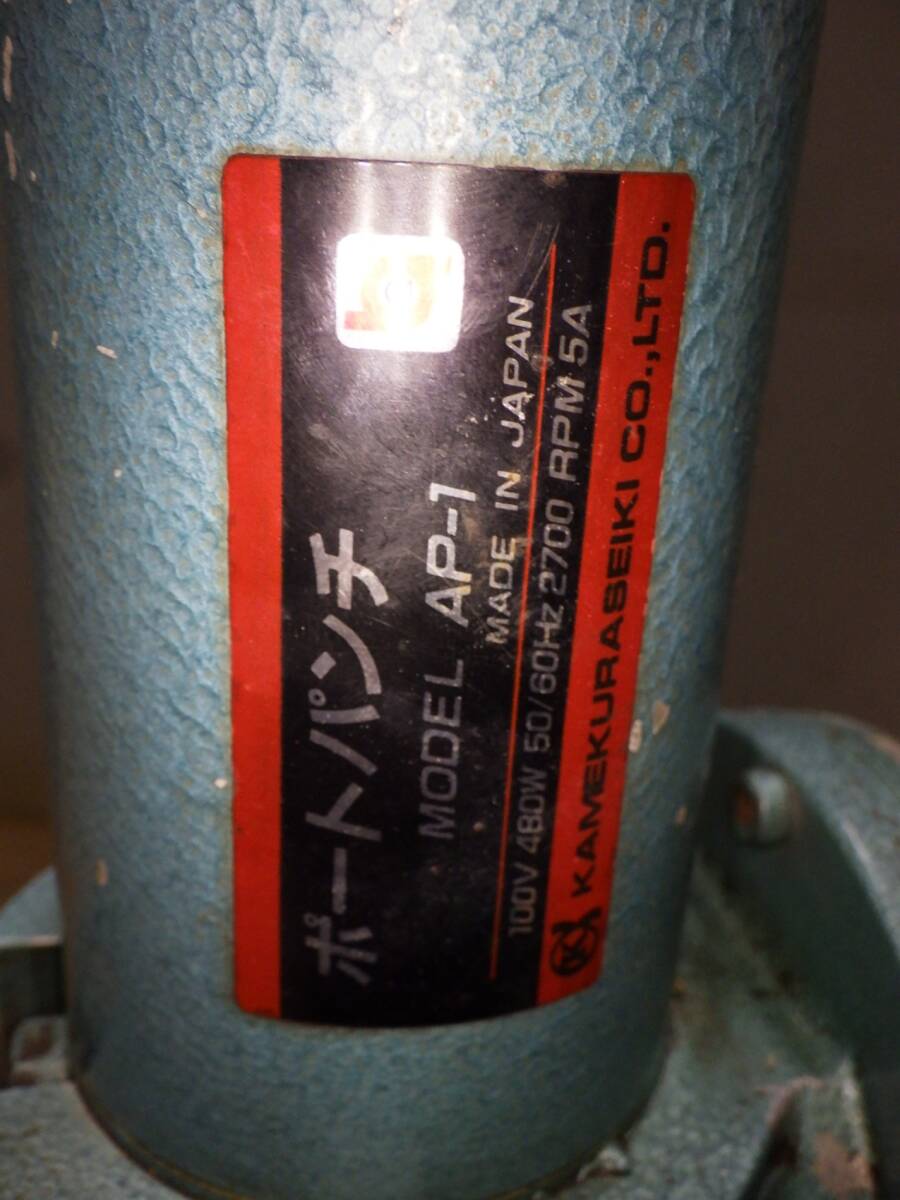 ポートパンチ
MODEL AP-1
MADE IN JAPAN
100V 480W 50/60Hz 2700 RPM 5A
KAMEKURASEIKI CO.,LTD.